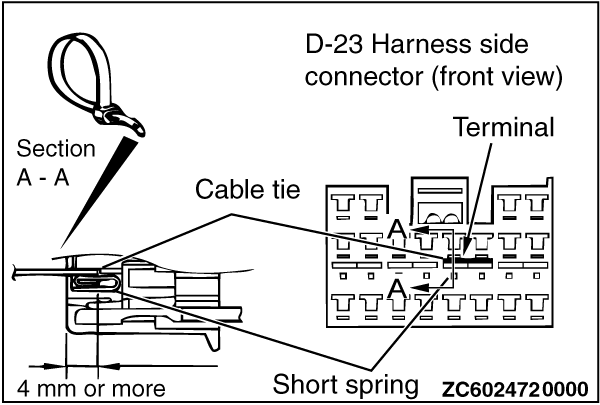 D-23 Harness side
connector (front view)
Terminal
Section
A - A
Cable tie
A
A
4 mm or more
Short spring
ZC6024720000